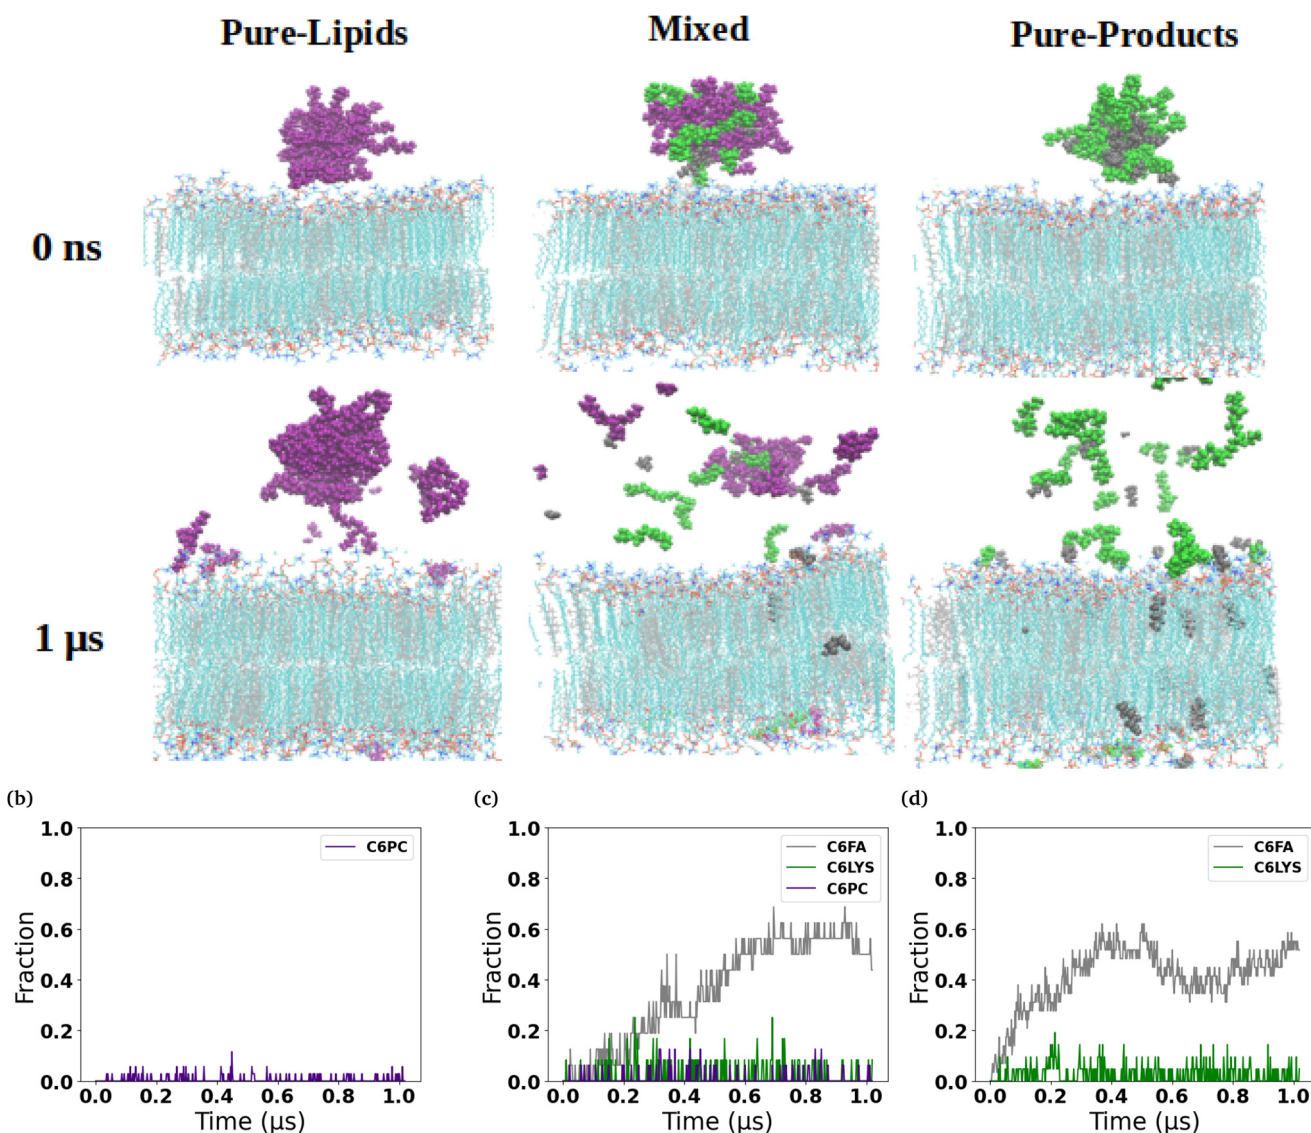 Pure-Lipids Mixed Pure-Products
0 ns
1 µs
(b) (c) (d)
1.0 1.0 1.0
C6PC C6FA C6FA
C6LYS C6LYS
C6PC
0.8 0.8 0.8
0.6 0.6 0.6
Fraction Fraction Fraction
0.4 0.4 0.4
0.2 0.2 0.2
0.0 0.0 0.0
0.0 0.2 0.4 0.6 0.8 1.0 0.0 0.2 0.4 0.6 0.8 1.0 0.0 0.2 0.4 0.6 0.8 1.0
Time (µs) Time (µs) Time (µs)